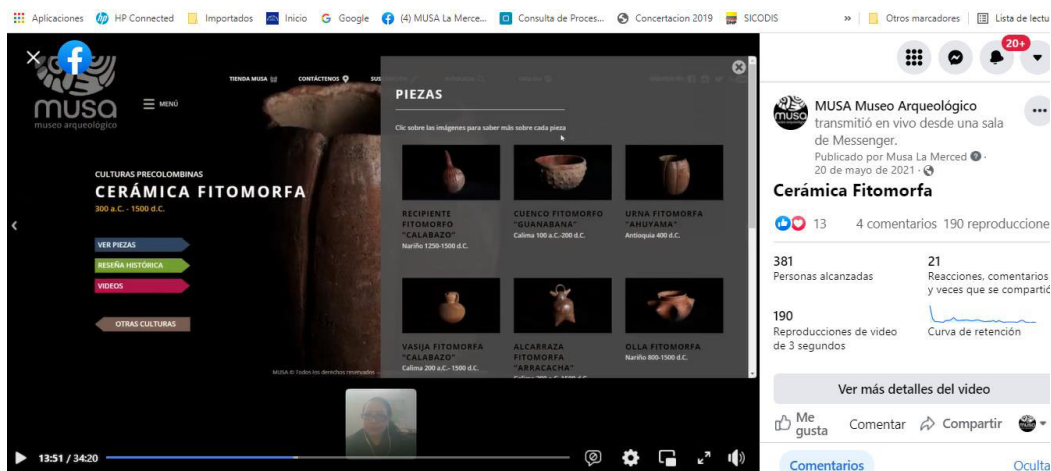 Aplicaciones HP Connected Importados Inicio Google (4) MUSA La Merce... Consulta de Proces... Concertacion 2019 SICODIS » Otros marcadores Lista de lectu
musa
museo arqueológico
MENÚ
TIENDA MUSA CONTÁCTENOS
CULTURAS PRECOLOMBINAS
CERÁMICA FITOMORFA
300 a.C. - 1500 d.C.
VER PIEZAS
RESEÑA HISTÓRICA
VIDEOS
OTRAS CULTURAS
MUSA © Todos los derechos reservados
PIEZAS
Clic sobre las imágenes para saber más sobre cada pieza
RECIPIENTE
FITOMORFO
"CALABAZO"
Nariño 1250-1500 d.C.
CUENCO FITOMORFO
"GUANABANA"
Calima 100 a.C.-200 d.C.
URNA FITOMORFA
"AHUYAMA"
Antioquia 400 d.C.
VASIJA FITOMORFA
"CALABAZO"
Calima 200 a.C.- 1500 d.C.
ALCARRAZA
FITOMORFA
"ARRACACHA"
OLLA FITOMORFA
Nariño 800-1500 d.C.
13:51 / 34:20
20+
musa
MUSA Museo Arqueológico
transmitió en vivo desde una sala
de Messenger.
Publicado por Musa La Merced ·
20 de mayo de 2021 ·
Cerámica Fitomorfa
13 4 comentarios 190 reproduccione
381
Personas alcanzadas
21
Reacciones, comentarios
y veces que se compartió
190
Reproducciones de video
de 3 segundos
Curva de retención
Ver más detalles del video
Me gusta
Comentar
Compartir
Comentarios
Oculta